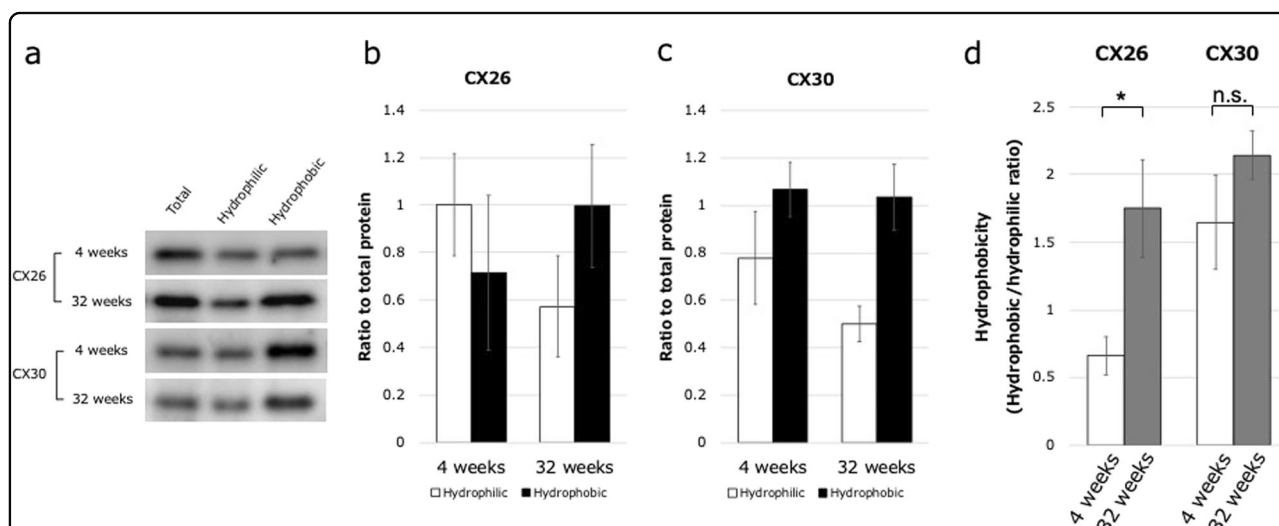 a
Total
Hydrophilic
Hydrophobic
CX26
4 weeks
32 weeks
CX30
4 weeks
32 weeks
b
CX26
Ratio to total protein
1.4
1.2
1
0.8
0.6
0.4
0.2
0
4 weeks
32 weeks
Hydrophilic
Hydrophobic
c
CX30
Ratio to total protein
1.4
1.2
1
0.8
0.6
0.4
0.2
0
4 weeks
32 weeks
Hydrophilic
Hydrophobic
d
CX26
CX30
*
n.s.
Hydrophobicity
(Hydrophobic/hydrophilic ratio)
2.5
2
1.5
1
0.5
0
4 weeks
32 weeks
4 weeks
32 weeks